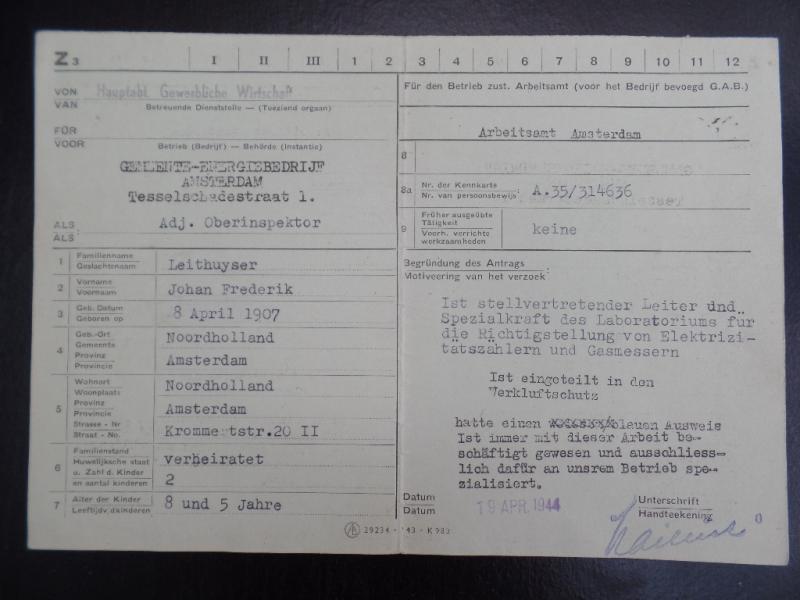 Z3 I II III 1 2 3 4 5 6 7 8 9 10 11 12
VON Hauptabt. Gewerbliche Wirtschaft
VAN Betreuende Dienststelle — (Toeziend orgaan)
FÜR
VOOR Betrieb (Bedrijf) — Behörde (Instantie)
GEMEENTE-ENERGIEBEDRIJF
AMSTERDAM
Tesselschadestraat 1.
ALS Adj. Oberinspektor
ALS
1 Familienname Leithuyser
Geslachtsnaam
2 Vorname Johan Frederik
Voornaam
3 Geb. Datum 8 April 1907
Geboren op
4 Geb.-Ort Noordholland
Gemeente
Provinz Amsterdam
Provincie
5 Wohnort Noordholland
Woonplaats
Provinz Amsterdam
Provincie
Strasse - Nr Krommertstr.20 II
Straat - No.
6 Familienstand verheiratet
Huwelijksche staat
u. Zahl d. Kinder 2
en aantal kinderen
7 Alter der Kinder 8 und 5 Jahre
Leeftijd v. d kinderen
29234 - '43 - K 983
Für den Betrieb zust. Arbeitsamt (voor het Bedrijf bevoegd G.A.B.)
Arbeitsamt Amsterdam
8
8a Nr. der Kennkarte A.35/314636
Nr. van persoonsbewijs
9 Früher ausgeübte keine
Tätigkeit
Voorh. verrichte
werkzaamheden
Begründung des Antrags
Motiveering van het verzoek
Ist stellvertretender Leiter und
Spezialkraft des Laboratoriums für
die Richtigstellung von Elektrizi-
tätszählern und Gasmessern
Ist eingeteilt in den
Werkluftschutz
hatte einen blauen Ausweis
Ist immer mit dieser Arbeit be-
schäftigt gewesen und ausschliess-
lich dafür an unsrem Betrieb spe-
zialisiert.
Datum 19 APR. 1944 Unterschrift
Datum Handteekening
0